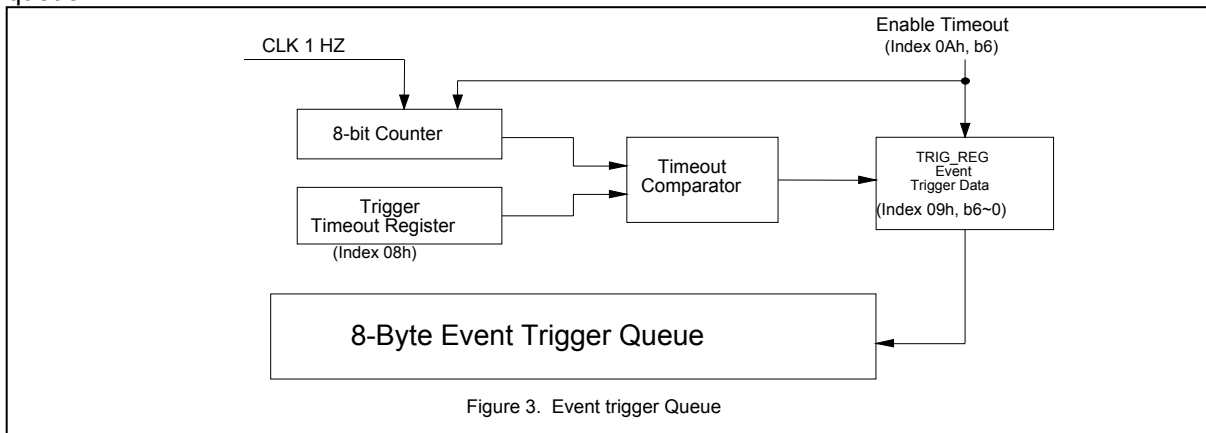 Enable Timeout
(Index 0Ah, b6)
CLK 1 HZ
8-bit Counter
Trigger
Timeout Register
(Index 08h)
Timeout
Comparator
TRIG_REG
Event
Trigger Data
(Index 09h, b6~0)
8-Byte Event Trigger Queue
Figure 3. Event trigger Queue